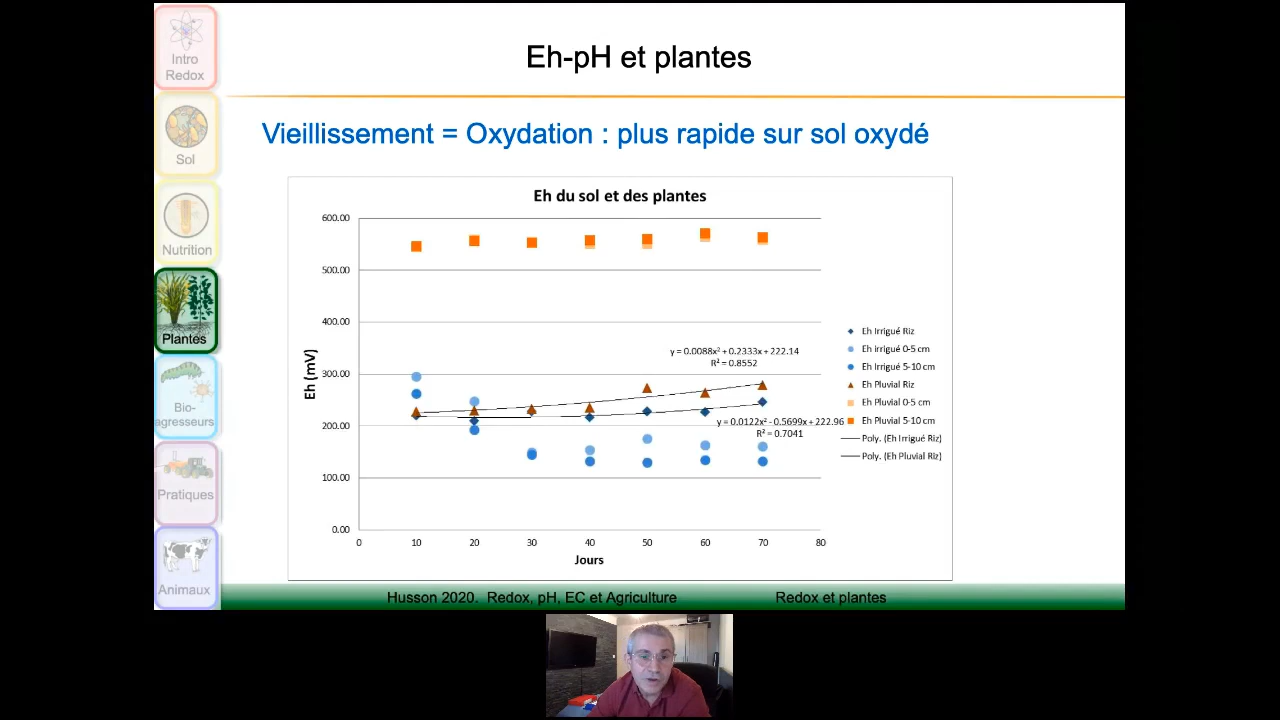 Eh-pH et plantes
Intro
Redox
Sol
Nutrition
Plantes
Bio-
agresseurs
Pratiques
Animaux
Vieillissement = Oxydation : plus rapide sur sol oxydé
Eh du sol et des plantes
600.00
500.00
400.00
300.00
200.00
100.00
0.00
Eh (mV)
0 10 20 30 40 50 60 70 80
Jours
y = 0.0088x² + 0.2333x + 222.14
R² = 0.8552
y = 0.0122x² - 0.5699x + 222.96
R² = 0.7041
Eh Irrigué Riz
Eh irrigué 0-5 cm
Eh Irrigué 5-10 cm
Eh Pluvial Riz
Eh Pluvial 0-5 cm
Eh Pluvial 5-10 cm
Poly. (Eh Irrigué Riz)
Poly. (Eh Pluvial Riz)
Husson 2020. Redox, pH, EC et Agriculture
Redox et plantes